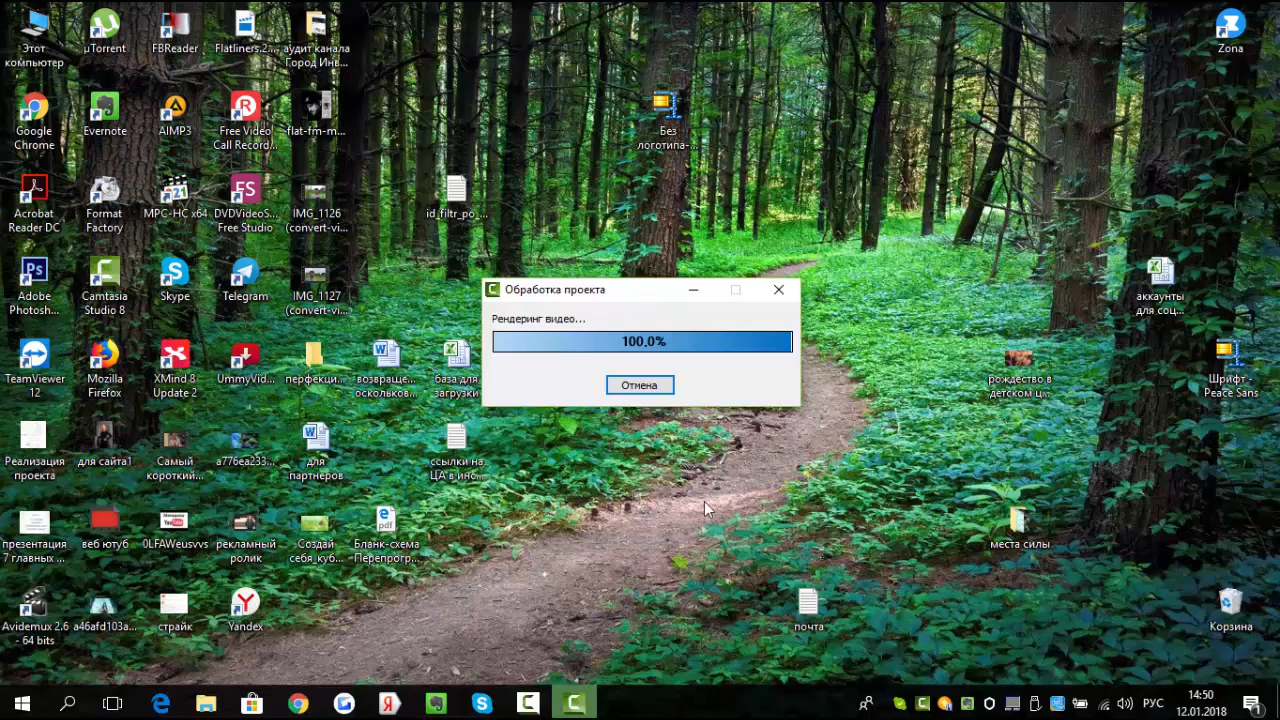 Этот
компьютер
µTorrent
FBReader
Flatliners.2...
аудит канала
Город Инв...
Zona
Google
Chrome
Evernote
AIMP3
Free Video
Call Record...
flat-fm-m...
Без
логотипа-...
Acrobat
Reader DC
Format
Factory
MPC-HC x64
DVDVideoS...
Free Studio
IMG_1126
(convert-vi...
id_filtr_po_...
Adobe
Photosh...
Camtasia
Studio 8
Skype
Telegram
IMG_1127
(convert-vi...
аккаунты
для соц...
Обработка проекта
Рендеринг видео...
100,0%
Отмена
TeamViewer
12
Mozilla
Firefox
XMind 8
Update 2
UmmyVid...
перфекци...
возвраще...
оскольков...
база для
загрузки
рождество в
детском ц...
Шрифт -
Peace Sans
Реализация
проекта
для сайта1
Самый
короткий...
a776ea233...
для
партнеров
ссылки на
ЦА в инс...
презентация
7 главных ...
веб ютуб
0LFAWeusvvs
рекламный
ролик
Создай
себя_куб...
Бланк-схема
Перепрогр...
места силы
Avidemux 2.6
- 64 bits
a46afd103a...
страйк
Yandex
почта
Корзина
РУС
14:50
12.01.2018